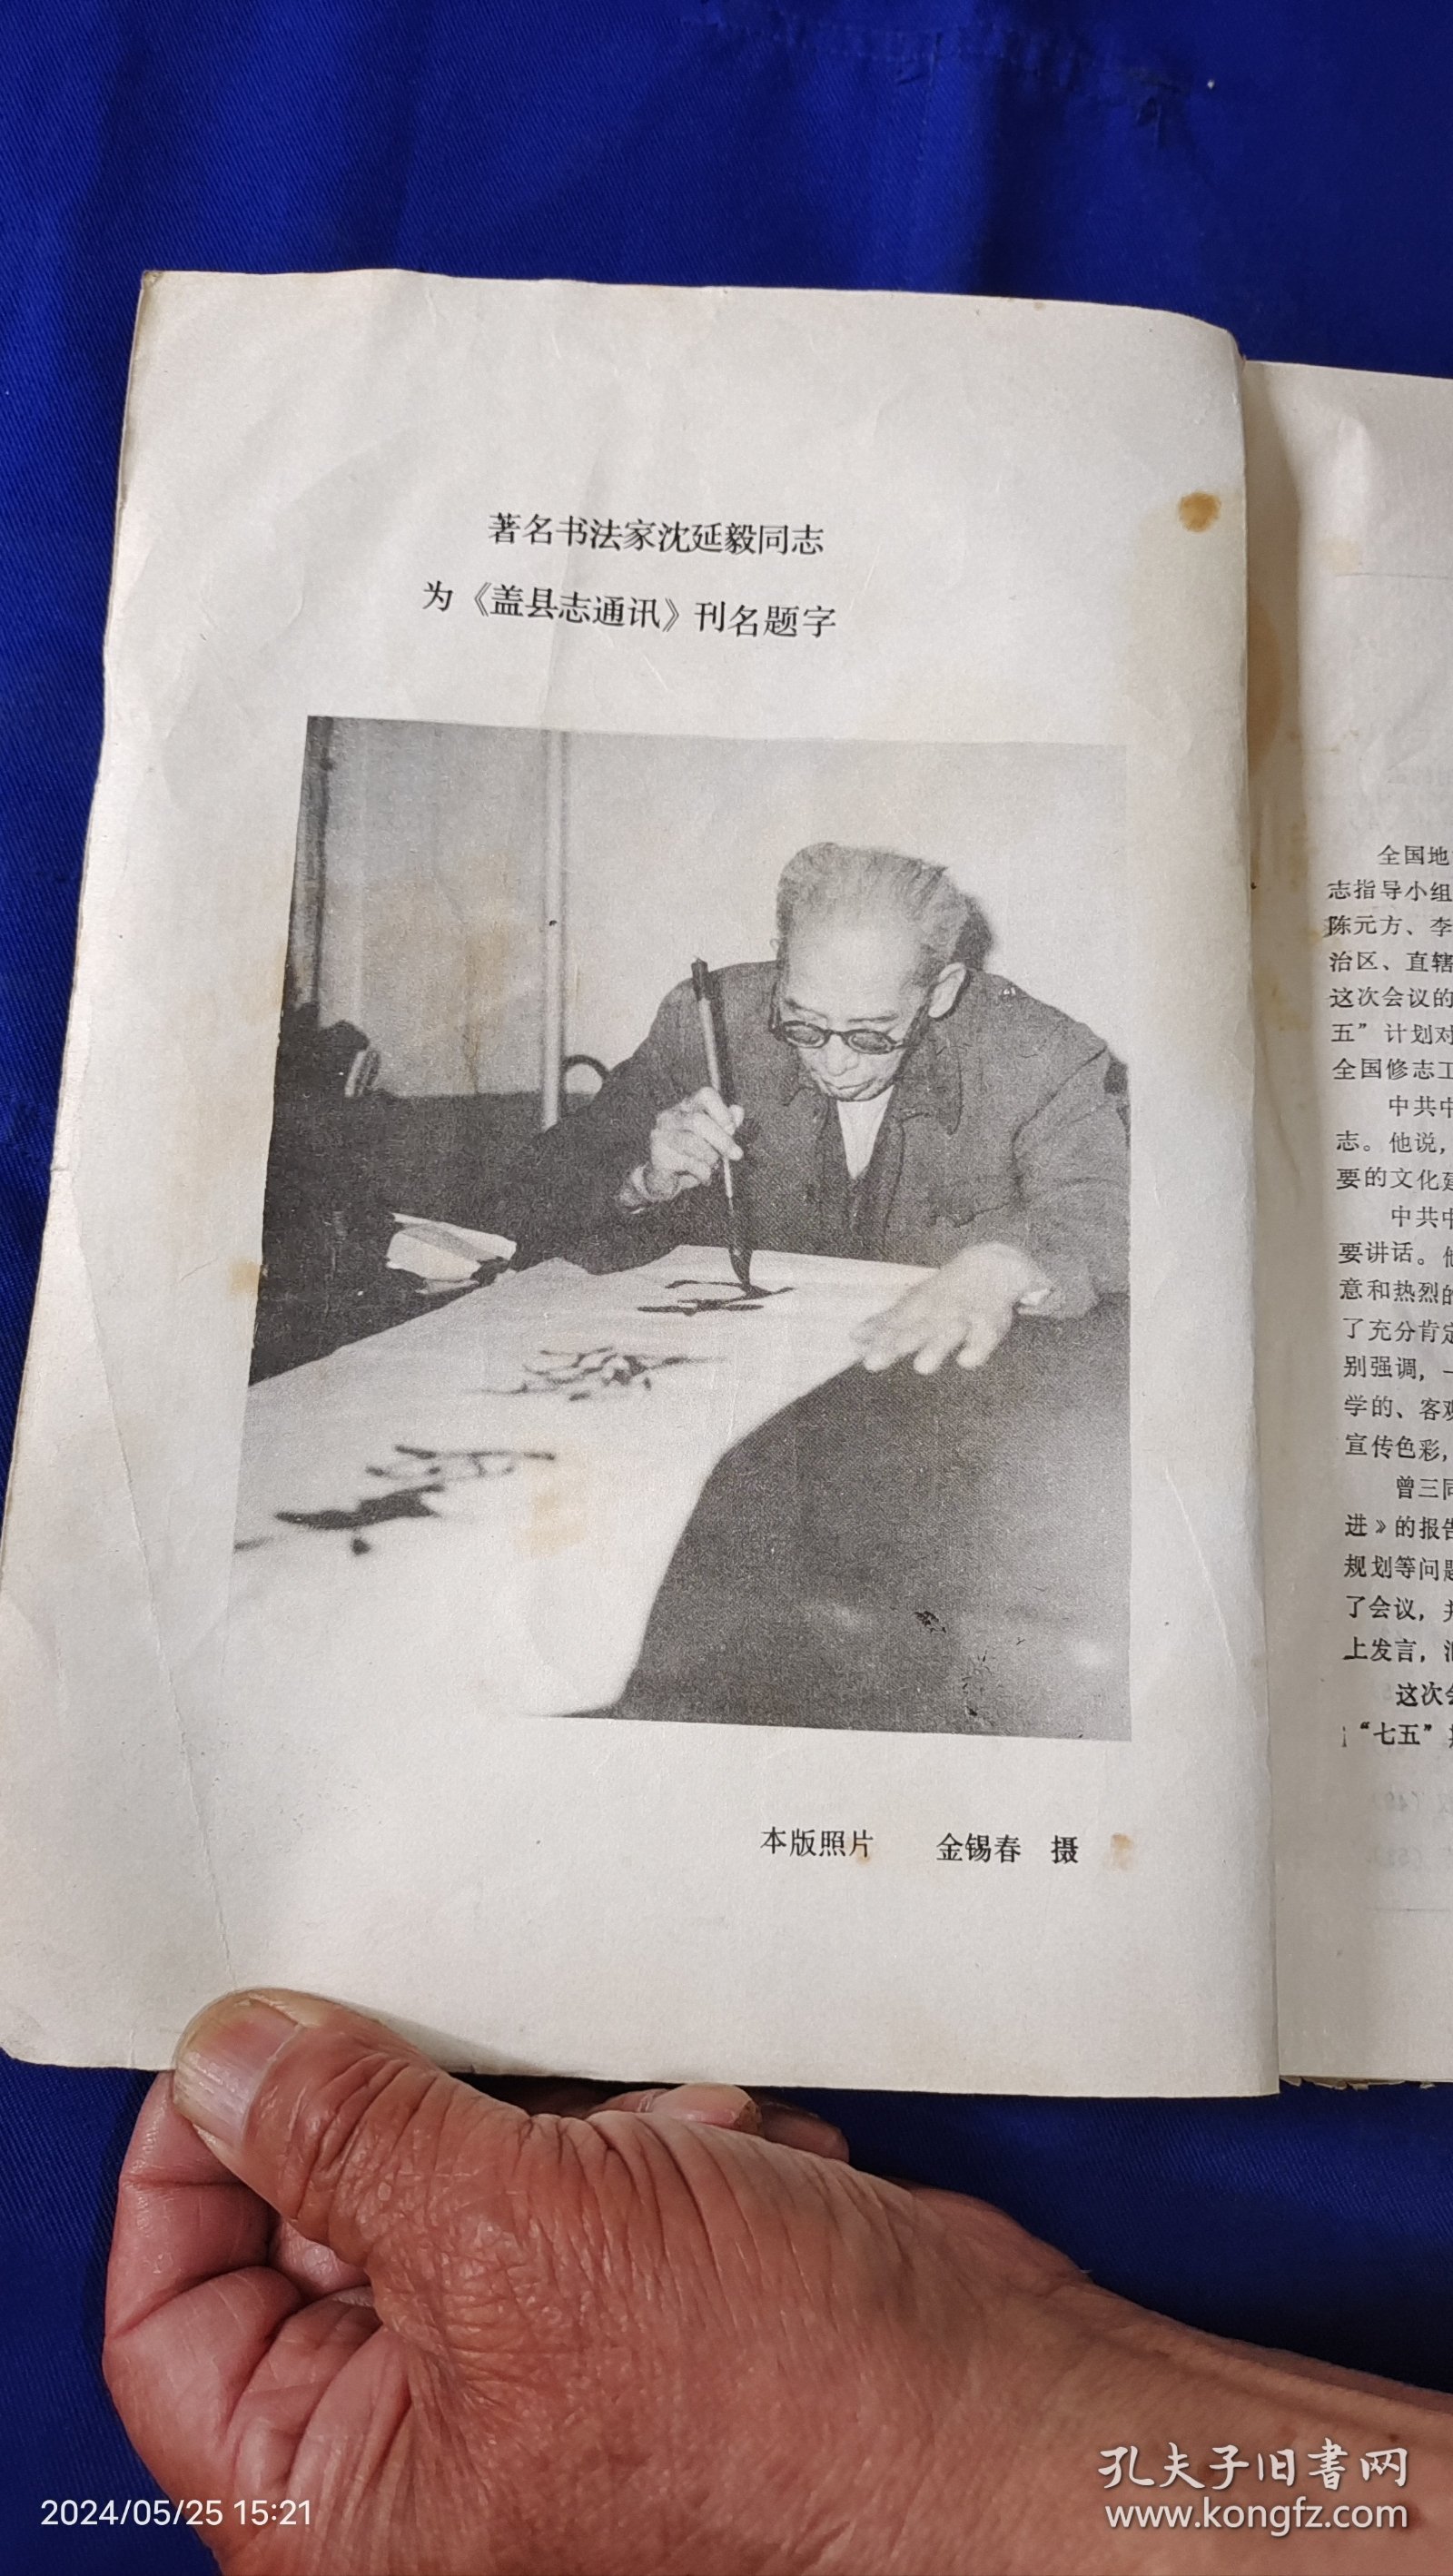 著名书法家沈延毅同志
为《盖县志通讯》刊名题字
本版照片 金锡春 摄
全国地
志指导小组
陈元方、李
治区、直辖
这次会议的
五”计划对
全国修志工
中共中
志。他说，
要的文化建
中共中
要讲话。他
意和热烈的
了充分肯定
别强调，一
学的、客观
宣传色彩，
曾三同
进》的报告
规划等问题
了会议，并
上发言，
这次会
“七五”
2024/05/25 15:21
孔夫子旧书网
www.kongfz.com